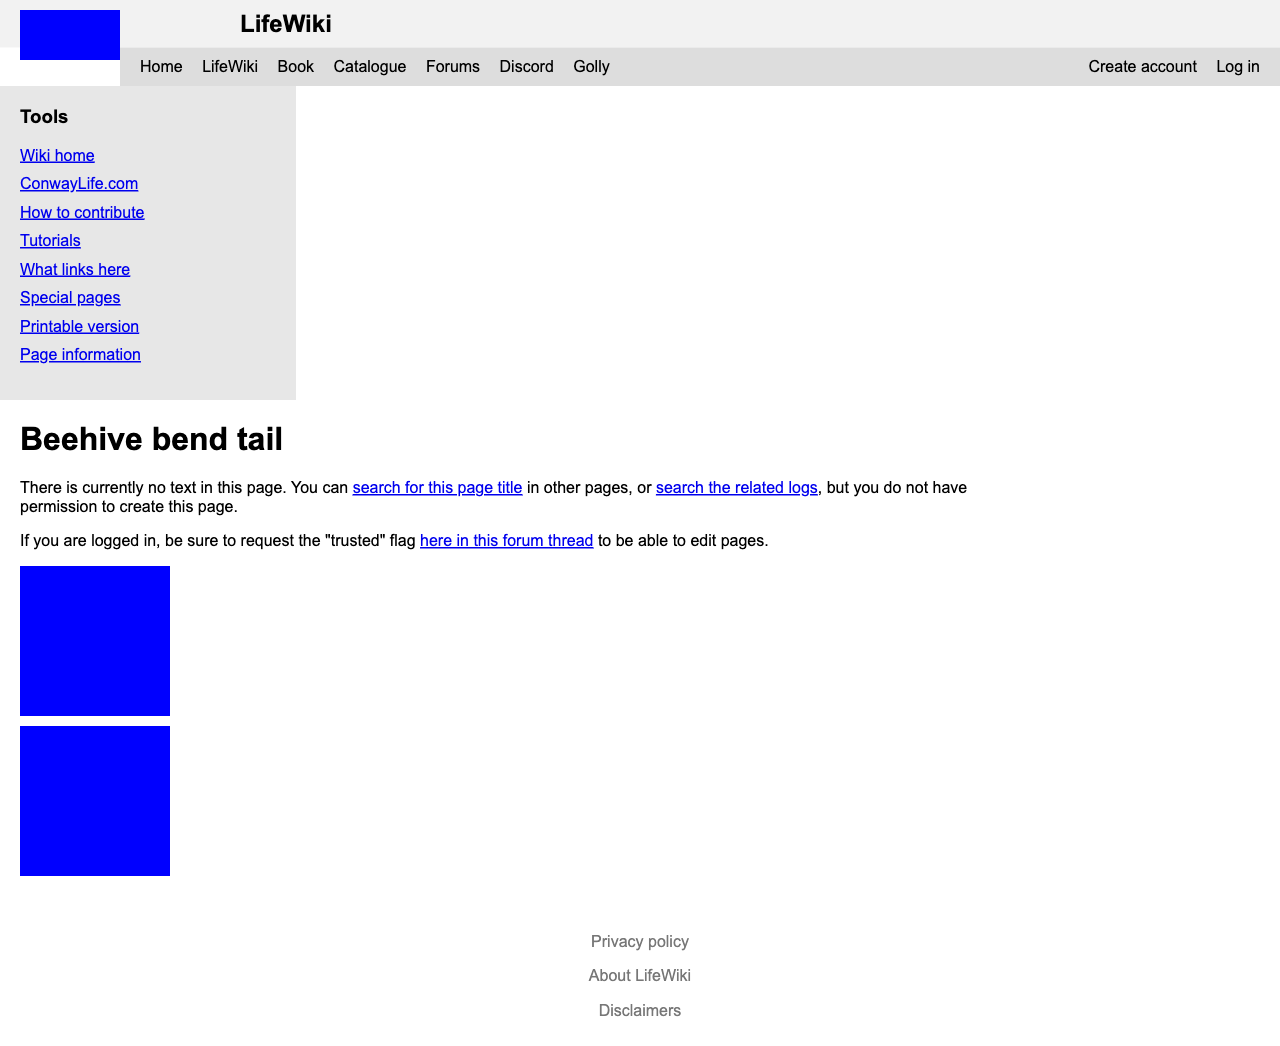 LifeWiki
Home LifeWiki Book Catalogue Forums Discord Golly Create account Log in
Tools
Wiki home
ConwayLife.com
How to contribute
Tutorials
What links here
Special pages
Printable version
Page information
Beehive bend tail
There is currently no text in this page. You can search for this page title in other pages, or search the related logs, but you do not have
permission to create this page.
If you are logged in, be sure to request the "trusted" flag here in this forum thread to be able to edit pages.
Privacy policy
About LifeWiki
Disclaimers